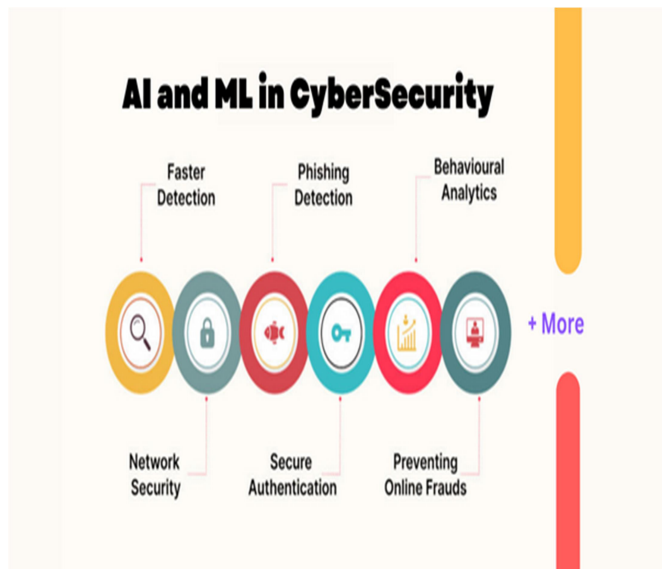 AI and ML in CyberSecurity
Faster
Detection
Phishing
Detection
Behavioural
Analytics
+ More
Network
Security
Secure
Authentication
Preventing
Online Frauds